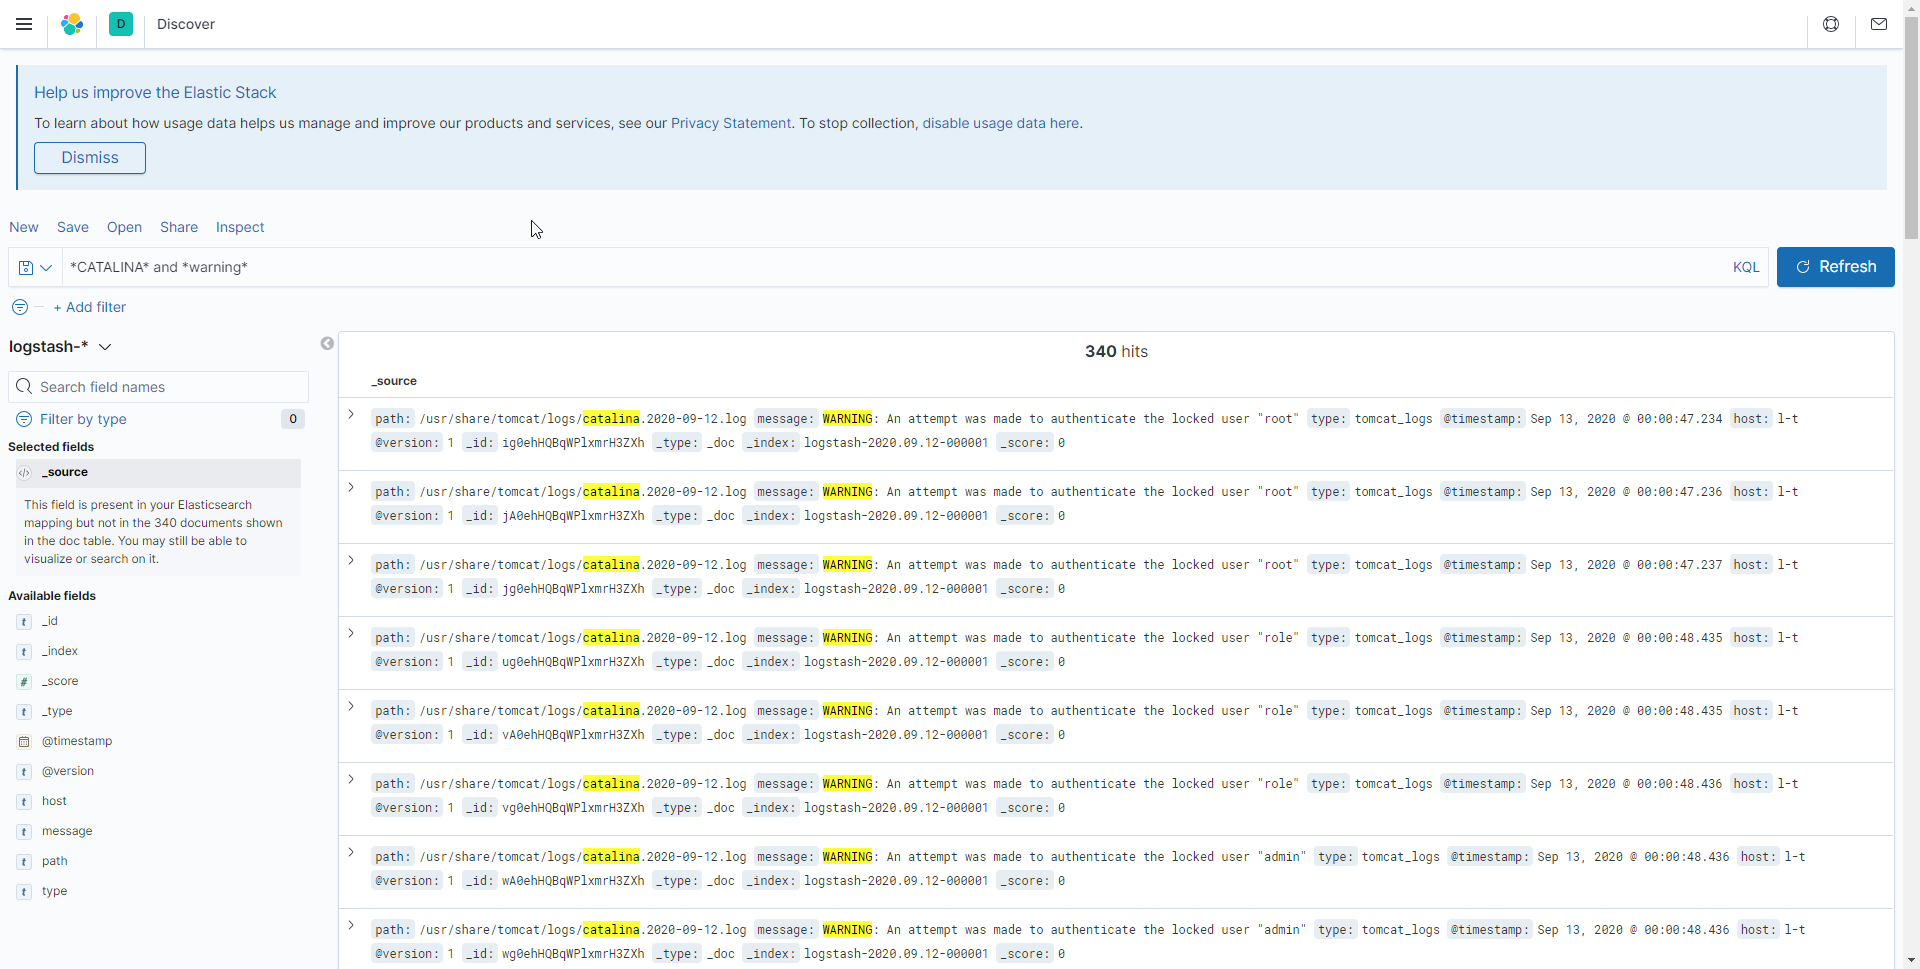 D Discover
Help us improve the Elastic Stack
To learn about how usage data helps us manage and improve our products and services, see our Privacy Statement. To stop collection, disable usage data here.
Dismiss
New Save Open Share Inspect
*CATALINA* and *warning* KQL Refresh
+ Add filter
logstash-*
Search field names
Filter by type 0
Selected fields
_source
This field is present in your Elasticsearch
mapping but not in the 340 documents shown
in the doc table. You may still be able to
visualize or search on it.
Available fields
t _id
t _index
# _score
t _type
@timestamp
t @version
t host
t message
t path
t type
340 hits
_source
path: /usr/share/tomcat/logs/catalina.2020-09-12.log message: WARNING: An attempt was made to authenticate the locked user "root" type: tomcat_logs @timestamp: Sep 13, 2020 @ 00:00:47.234 host: l-t
@version: 1 _id: ig0ehHQBqWPlxmrH3ZXh _type: _doc _index: logstash-2020.09.12-000001 _score: 0
path: /usr/share/tomcat/logs/catalina.2020-09-12.log message: WARNING: An attempt was made to authenticate the locked user "root" type: tomcat_logs @timestamp: Sep 13, 2020 @ 00:00:47.236 host: l-t
@version: 1 _id: jA0ehHQBqWPlxmrH3ZXh _type: _doc _index: logstash-2020.09.12-000001 _score: 0
path: /usr/share/tomcat/logs/catalina.2020-09-12.log message: WARNING: An attempt was made to authenticate the locked user "root" type: tomcat_logs @timestamp: Sep 13, 2020 @ 00:00:47.237 host: l-t
@version: 1 _id: jg0ehHQBqWPlxmrH3ZXh _type: _doc _index: logstash-2020.09.12-000001 _score: 0
path: /usr/share/tomcat/logs/catalina.2020-09-12.log message: WARNING: An attempt was made to authenticate the locked user "role" type: tomcat_logs @timestamp: Sep 13, 2020 @ 00:00:48.435 host: l-t
@version: 1 _id: ug0ehHQBqWPlxmrH3ZXh _type: _doc _index: logstash-2020.09.12-000001 _score: 0
path: /usr/share/tomcat/logs/catalina.2020-09-12.log message: WARNING: An attempt was made to authenticate the locked user "role" type: tomcat_logs @timestamp: Sep 13, 2020 @ 00:00:48.435 host: l-t
@version: 1 _id: vA0ehHQBqWPlxmrH3ZXh _type: _doc _index: logstash-2020.09.12-000001 _score: 0
path: /usr/share/tomcat/logs/catalina.2020-09-12.log message: WARNING: An attempt was made to authenticate the locked user "role" type: tomcat_logs @timestamp: Sep 13, 2020 @ 00:00:48.436 host: l-t
@version: 1 _id: vg0ehHQBqWPlxmrH3ZXh _type: _doc _index: logstash-2020.09.12-000001 _score: 0
path: /usr/share/tomcat/logs/catalina.2020-09-12.log message: WARNING: An attempt was made to authenticate the locked user "admin" type: tomcat_logs @timestamp: Sep 13, 2020 @ 00:00:48.436 host: l-t
@version: 1 _id: wA0ehHQBqWPlxmrH3ZXh _type: _doc _index: logstash-2020.09.12-000001 _score: 0
path: /usr/share/tomcat/logs/catalina.2020-09-12.log message: WARNING: An attempt was made to authenticate the locked user "admin" type: tomcat_logs @timestamp: Sep 13, 2020 @ 00:00:48.436 host: l-t
@version: 1 _id: wg0ehHQBqWPlxmrH3ZXh _type: _doc _index: logstash-2020.09.12-000001 _score: 0